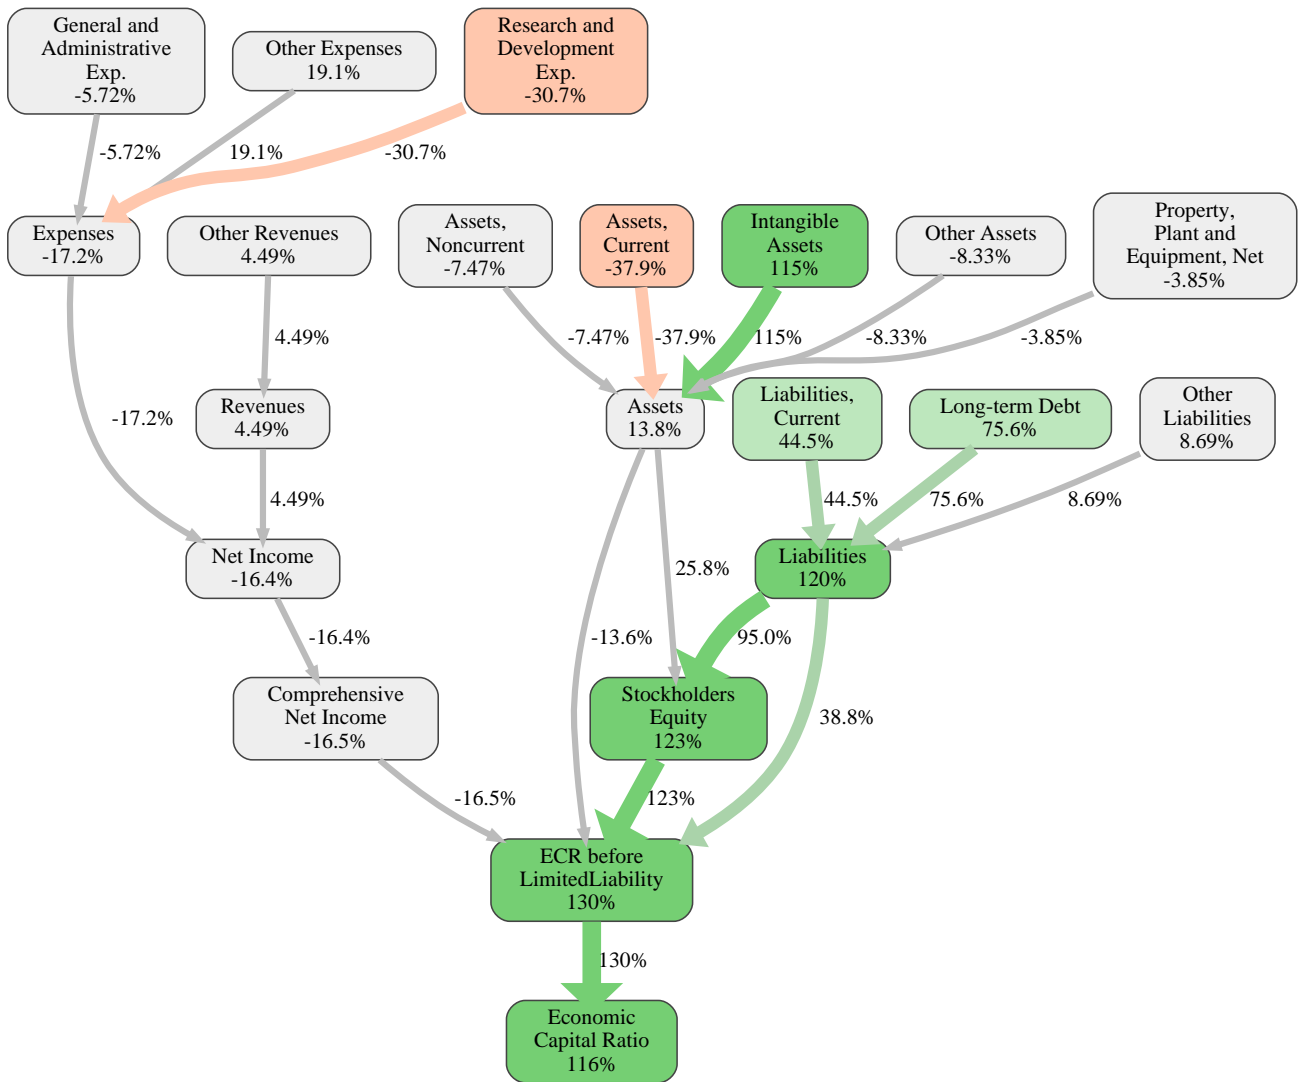 General and
Administrative
Exp.
-5.72%
Other Expenses
19.1%
Research and
Development
Exp.
-30.7%
-5.72%
19.1%
-30.7%
Expenses
-17.2%
Other Revenues
4.49%
Assets,
Noncurrent
-7.47%
Assets,
Current
-37.9%
Intangible
Assets
115%
Other Assets
-8.33%
Property,
Plant and
Equipment, Net
-3.85%
4.49%
-7.47%
-37.9%
115%
-8.33%
-3.85%
-17.2%
Revenues
4.49%
Assets
13.8%
Liabilities,
Current
44.5%
Long-term Debt
75.6%
Other
Liabilities
8.69%
4.49%
44.5%
75.6%
8.69%
Net Income
-16.4%
25.8%
Liabilities
120%
-16.4%
-13.6%
95.0%
Comprehensive
Net Income
-16.5%
Stockholders
Equity
123%
38.8%
-16.5%
123%
ECR before
LimitedLiability
130%
130%
Economic
Capital Ratio
116%